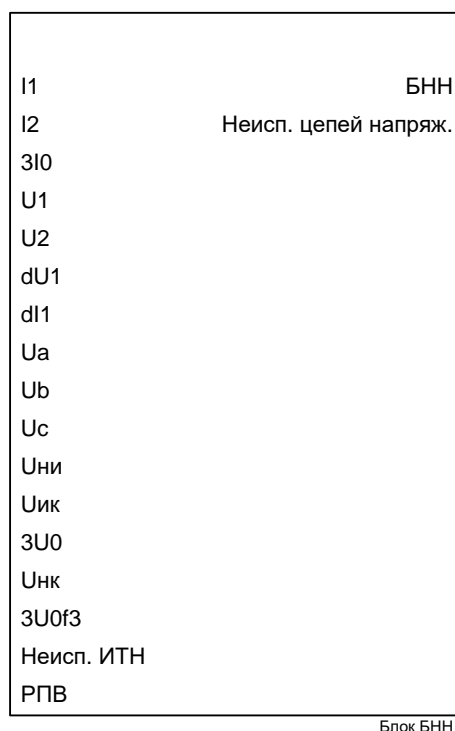 I1 БНН
I2 Неисп. цепей напряж.
3I0
U1
U2
dU1
dI1
Ua
Ub
Uc
Uни
Uик
3U0
Uнк
3U0f3
Неисп. ИТН
РПВ
Блок БНН